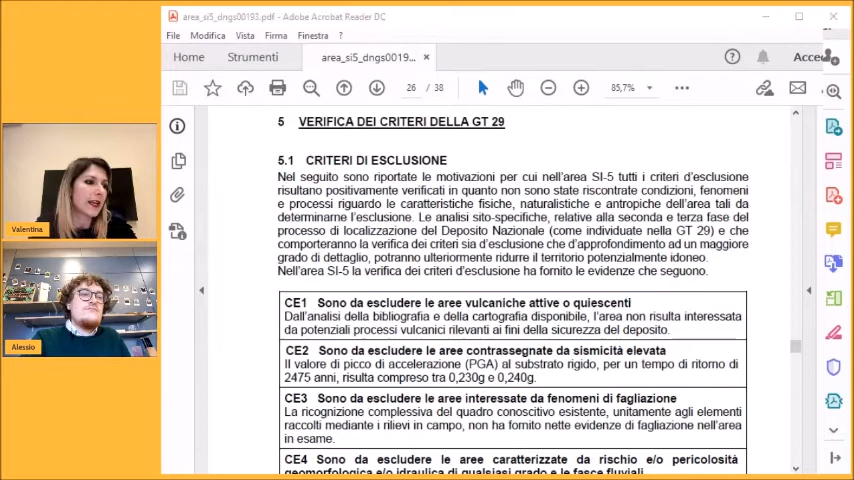 area_si5_dngs00193.pdf - Adobe Acrobat Reader DC
File Modifica Vista Firma Finestra ?
Home Strumenti area_si5_dngs0019... × Acce
26 / 38 85,7%
5 VERIFICA DEI CRITERI DELLA GT 29
5.1 CRITERI DI ESCLUSIONE
Nel seguito sono riportate le motivazioni per cui nell'area SI-5 tutti i criteri d'esclusione
risultano positivamente verificati in quanto non sono state riscontrate condizioni, fenomeni
e processi riguardo le caratteristiche fisiche, naturalistiche e antropiche dell'area tali da
determinarne l'esclusione. Le analisi sito-specifiche, relative alla seconda e terza fase del
processo di localizzazione del Deposito Nazionale (come individuate nella GT 29) e che
comporteranno la verifica dei criteri sia d'esclusione che d'approfondimento ad un maggiore
grado di dettaglio, potranno ulteriormente ridurre il territorio potenzialmente idoneo.
Nell'area SI-5 la verifica dei criteri d'esclusione ha fornito le evidenze che seguono.
CE1 Sono da escludere le aree vulcaniche attive o quiescenti
Dall'analisi della bibliografia e della cartografia disponibile, l'area non risulta interessata
da potenziali processi vulcanici rilevanti ai fini della sicurezza del deposito.
CE2 Sono da escludere le aree contrassegnate da sismicità elevata
Il valore di picco di accelerazione (PGA) al substrato rigido, per un tempo di ritorno di
2475 anni, risulta compreso tra 0,230g e 0,240g.
CE3 Sono da escludere le aree interessate da fenomeni di fagliazione
La ricognizione complessiva del quadro conoscitivo esistente, unitamente agli elementi
raccolti mediante i rilievi in campo, non ha fornito nette evidenze di fagliazione nell'area
in esame.
CE4 Sono da escludere le aree caratterizzate da rischio e/o pericolosità
geomorfologica e/o idraulica di qualsiasi grado e le fasce fluviali
Valentina
Alessio